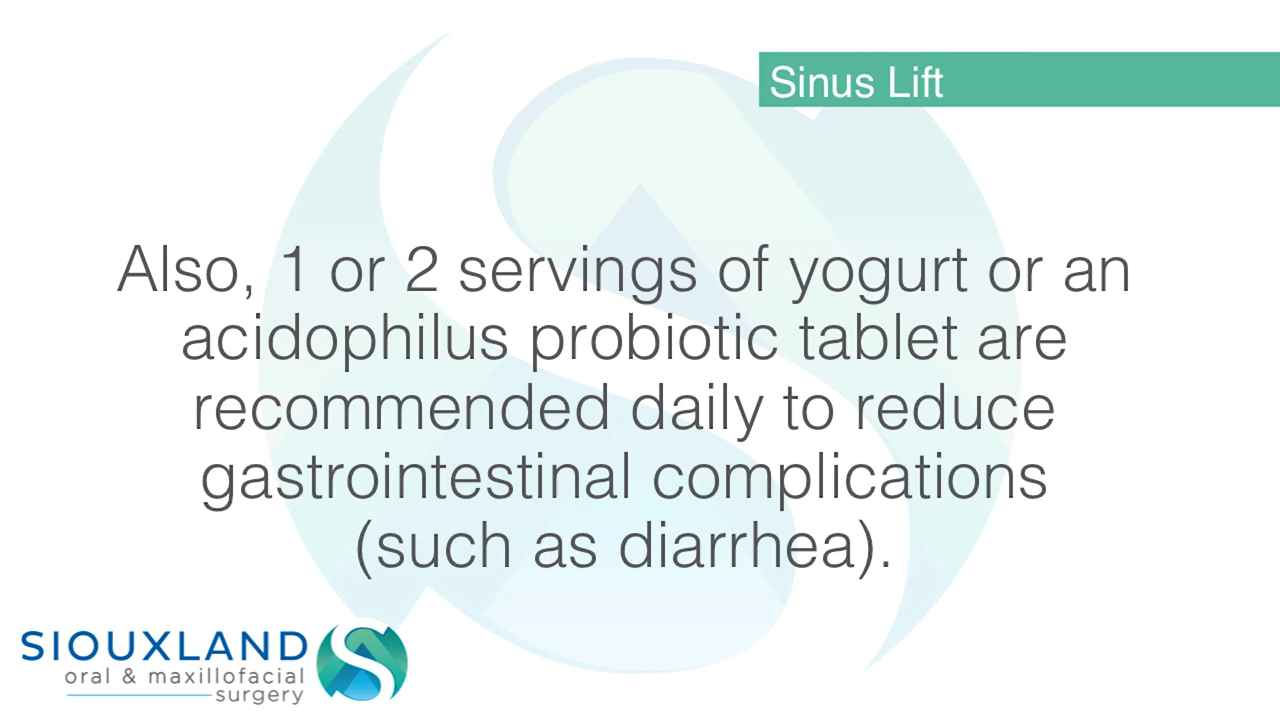 Sinus Lift
Also, 1 or 2 servings of yogurt or an
acidophilus probiotic tablet are
recommended daily to reduce
gastrointestinal complications
(such as diarrhea).
SIOUXLAND
oral & maxillofacial
surgery